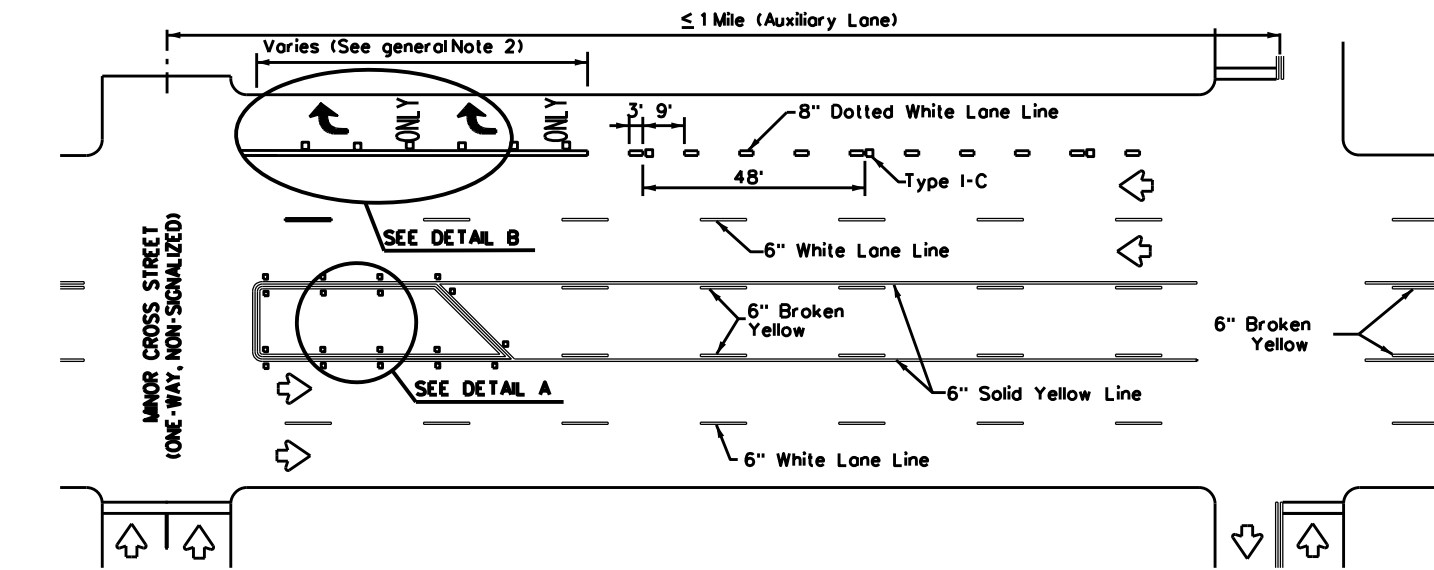 ≤ 1 Mile (Auxiliary Lane)
Varies (See general Note 2)
ONLY
ONLY
3' 9'
8" Dotted White Lane Line
48'
Type I-C
SEE DETAIL B
6" White Lane Line
MINOR CROSS STREET
(ONE-WAY, NON-SIGNALIZED)
6" Broken
Yellow
6" Broken
Yellow
SEE DETAIL A
6" Solid Yellow Line
6" White Lane Line